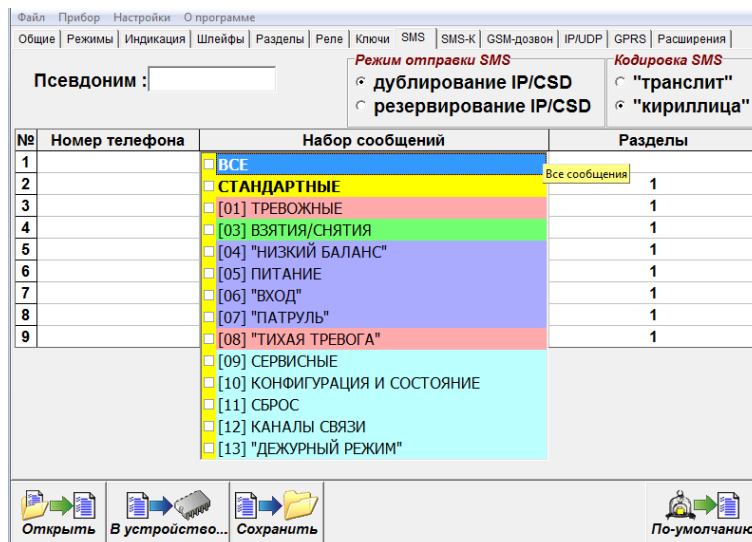 Файл Прибор Настройки О программе
Общие Режимы Индикация Шлейфы Разделы Реле Ключи SMS SMS-K GSM-дозвон IP/UDP GPRS Расширения
Псевдоним :
Режим отправки SMS
дублирование IP/CSD
резервирование IP/CSD
Кодировка SMS
"транслит"
"кириллица"
№ Номер телефона Набор сообщений Разделы
1 ВСЕ
Все сообщения
2 СТАНДАРТНЫЕ 1
3 [01] ТРЕВОЖНЫЕ 1
4 [03] ВЗЯТИЯ/СНЯТИЯ 1
5 [04] "НИЗКИЙ БАЛАНС" 1
6 [05] ПИТАНИЕ 1
7 [06] "ВХОД" 1
8 [07] "ПАТРУЛЬ" 1
9 [08] "ТИХАЯ ТРЕВОГА" 1
[09] СЕРВИСНЫЕ
[10] КОНФИГУРАЦИЯ И СОСТОЯНИЕ
[11] СБРОС
[12] КАНАЛЫ СВЯЗИ
[13] "ДЕЖУРНЫЙ РЕЖИМ"
Открыть В устройство... Сохранить По-умолчанию